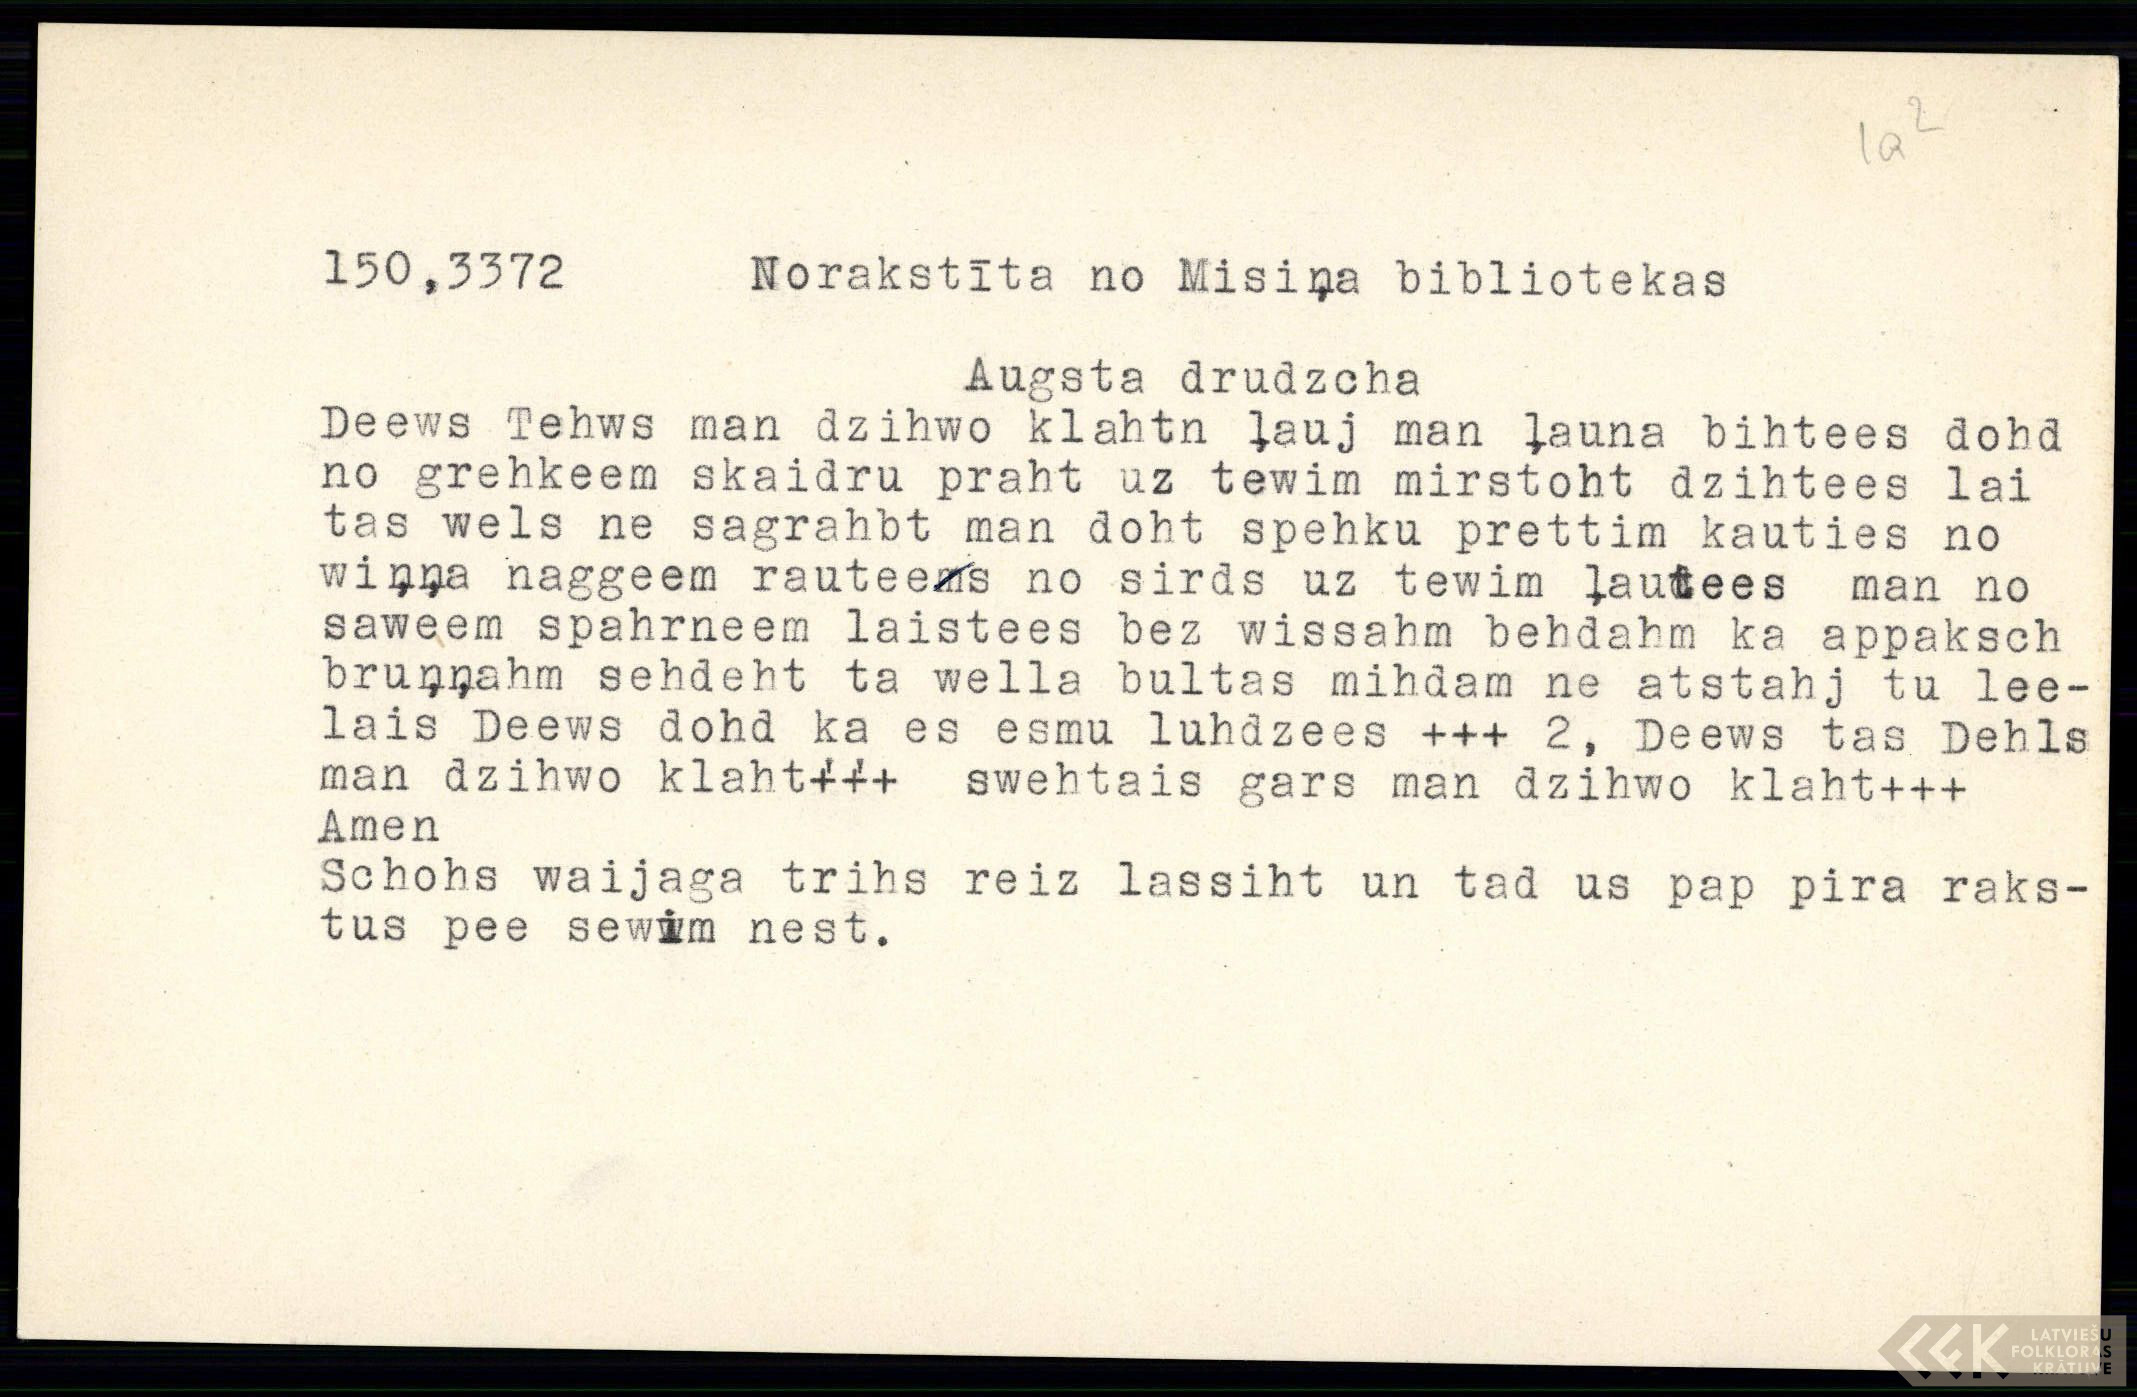 1a²
150,3372 Norakstīta no Misiņa bibliotekas
Augsta drudzcha
Deews Tehws man dzihwo klahtn ļauj man ļauna bihtees dohd
no grehkeem skaidru praht uz tewim mirstoht dzihtees lai
tas wels ne sagrahbt man doht spehku prettim kauties no
wiņņa naggeem rautees no sirds uz tewim ļautees man no
saweem spahrneem laistees bez wissahm behdahm ka appaksch
bruņņahm sehdeht ta wella bultas mihdam ne atstahj tu lee-
lais Deews dohd ka es esmu luhdzees +++ 2, Deews tas Dehls
man dzihwo klaht+++ swehtais gars man dzihwo klaht+++
Amen
Schohs waijaga trihs reiz lassiht un tad us pap pira raks-
tus pee sewim nest.
LATVIEŠU
FOLKLORAS
KRĀTUVE